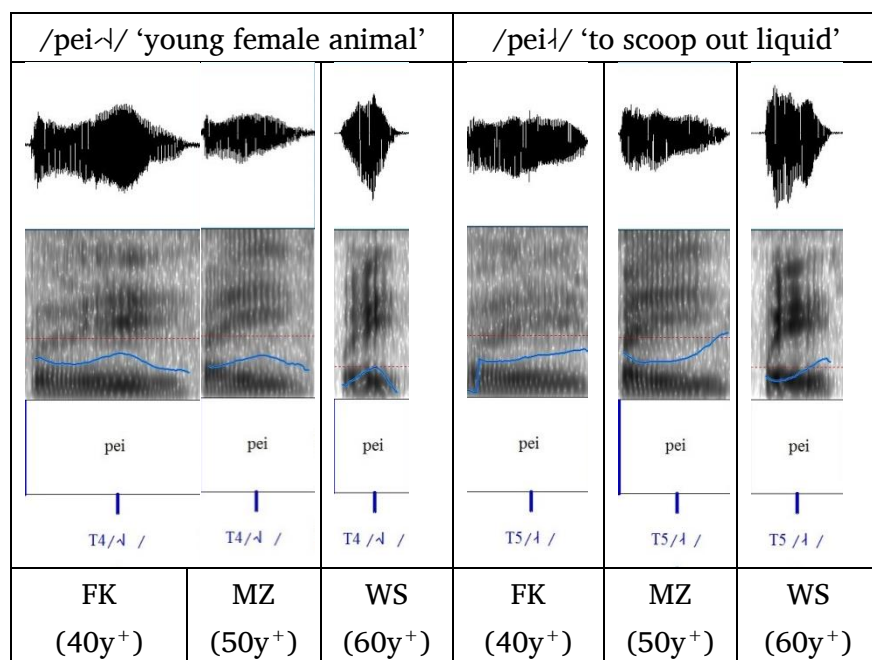 /pei/ ‘young female animal’
/pei/ ‘to scoop out liquid’
pei
pei
pei
pei
pei
pei
T4/ /
T4/ /
T4/ /
T5/ /
T5/ /
T5/ /
FK
(40y⁺)
MZ
(50y⁺)
WS
(60y⁺)
FK
(40y⁺)
MZ
(50y⁺)
WS
(60y⁺)